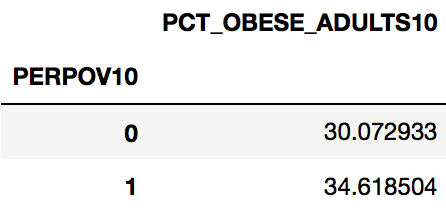 PCT_OBESE_ADULTS10
PERPOV10
0 30.072933
1 34.618504